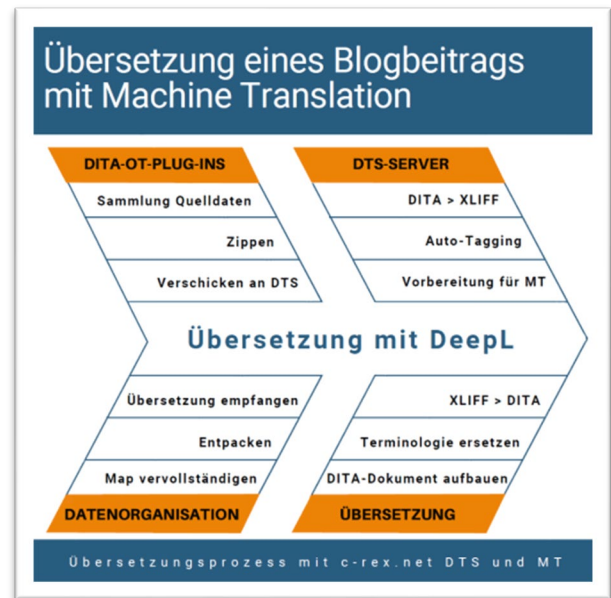 Übersetzung eines Blogbeitrags
mit Machine Translation
DITA-OT-PLUG-INS
Sammlung Quelldaten
Zippen
Verschicken an DTS
DTS-SERVER
DITA > XLIFF
Auto-Tagging
Vorbereitung für MT
Übersetzung mit DeepL
Übersetzung empfangen
Entpacken
Map vervollständigen
DATENORGANISATION
XLIFF > DITA
Terminologie ersetzen
DITA-Dokument aufbauen
ÜBERSETZUNG
Übersetzungsprozess mit c-rex.net DTS und MT